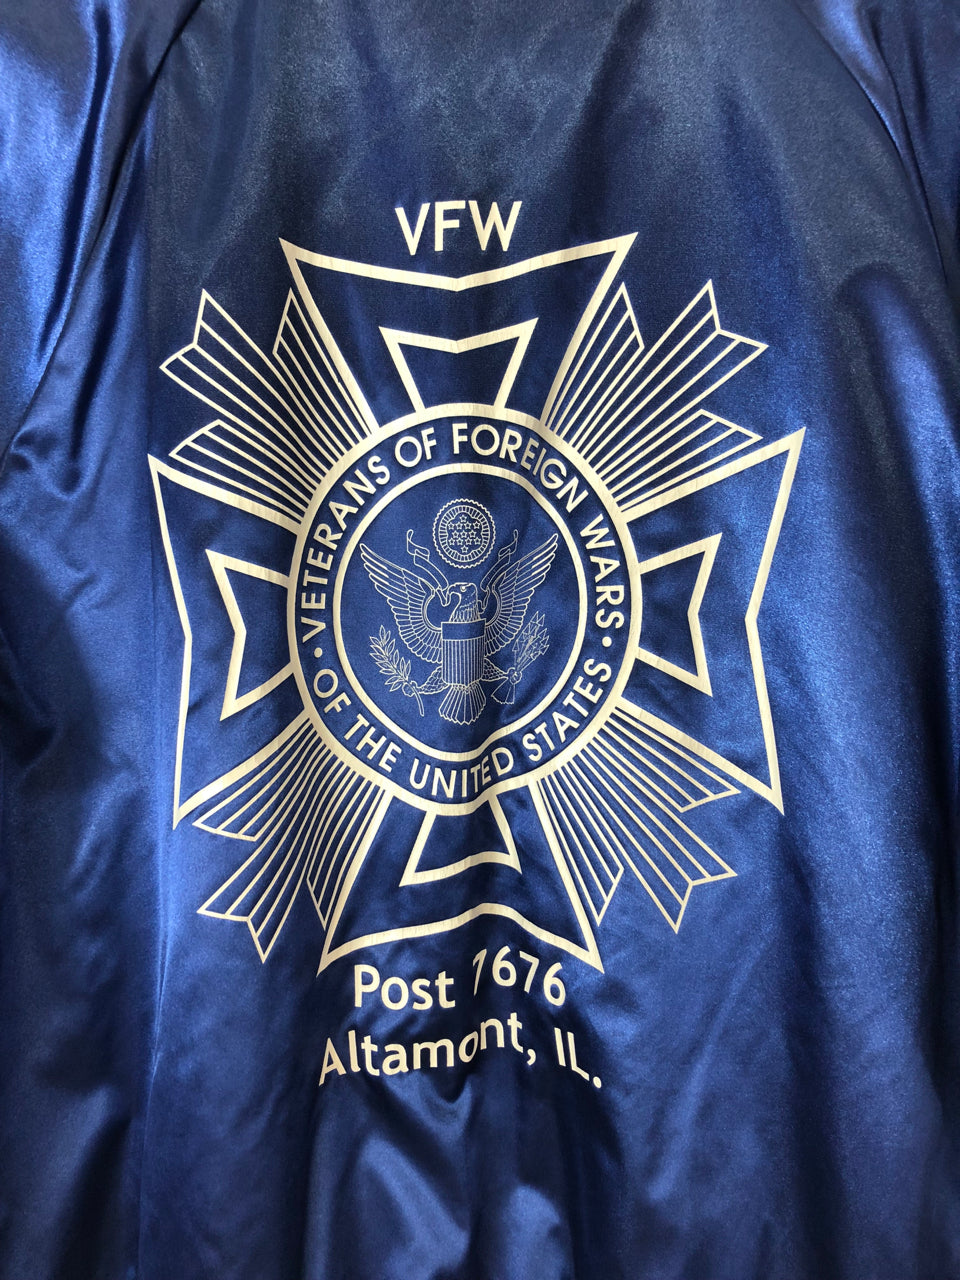 VFW
VETERANS OF FOREIGN WARS
· OF THE UNITED STATES ·
Post 7676
Altamont, IL.